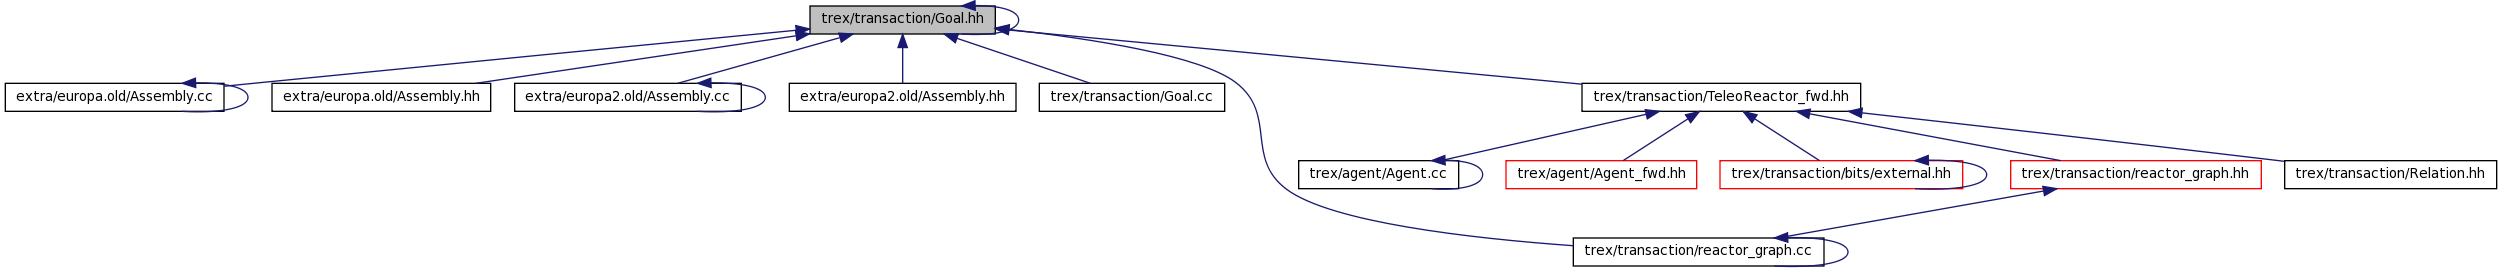 trex/transaction/Goal.hh
extra/europa.old/Assembly.cc
extra/europa.old/Assembly.hh
extra/europa2.old/Assembly.cc
extra/europa2.old/Assembly.hh
trex/transaction/Goal.cc
trex/transaction/TeleoReactor_fwd.hh
trex/agent/Agent.cc
trex/agent/Agent_fwd.hh
trex/transaction/bits/external.hh
trex/transaction/reactor_graph.hh
trex/transaction/Relation.hh
trex/transaction/reactor_graph.cc